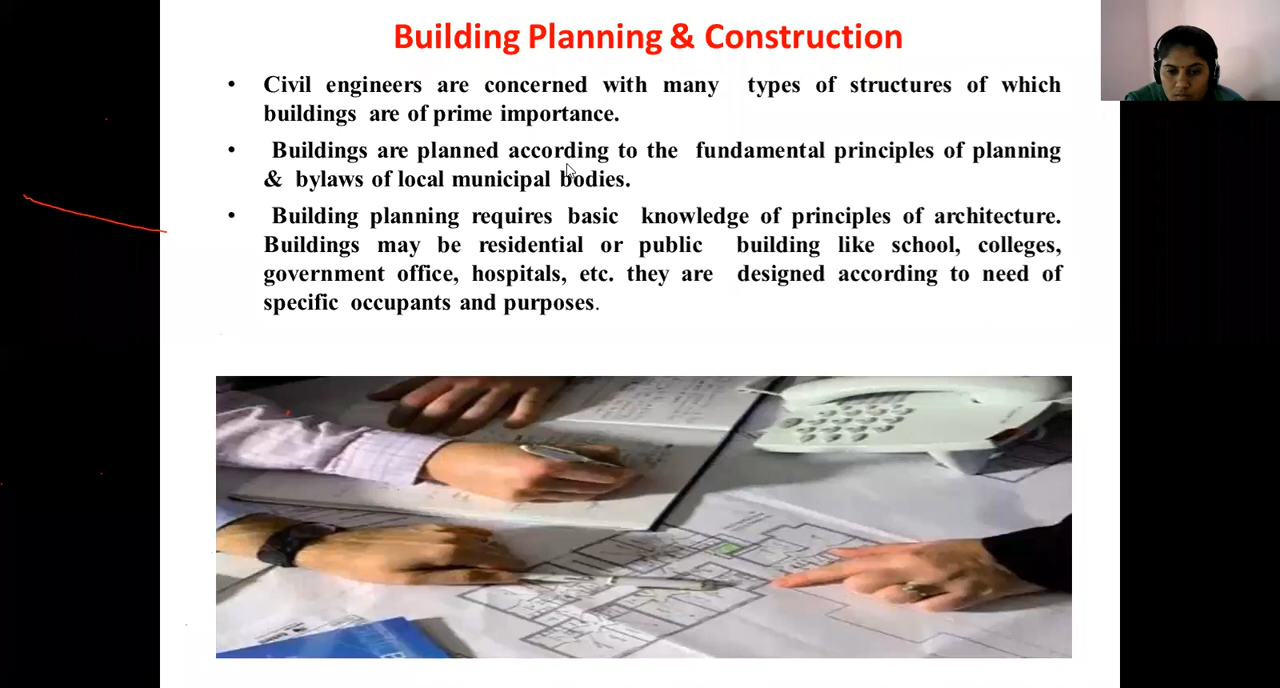 Building Planning & Construction
• Civil engineers are concerned with many types of structures of which
buildings are of prime importance.
• Buildings are planned according to the fundamental principles of planning
& bylaws of local municipal bodies.
• Building planning requires basic knowledge of principles of architecture.
Buildings may be residential or public building like school, colleges,
government office, hospitals, etc. they are designed according to need of
specific occupants and purposes.